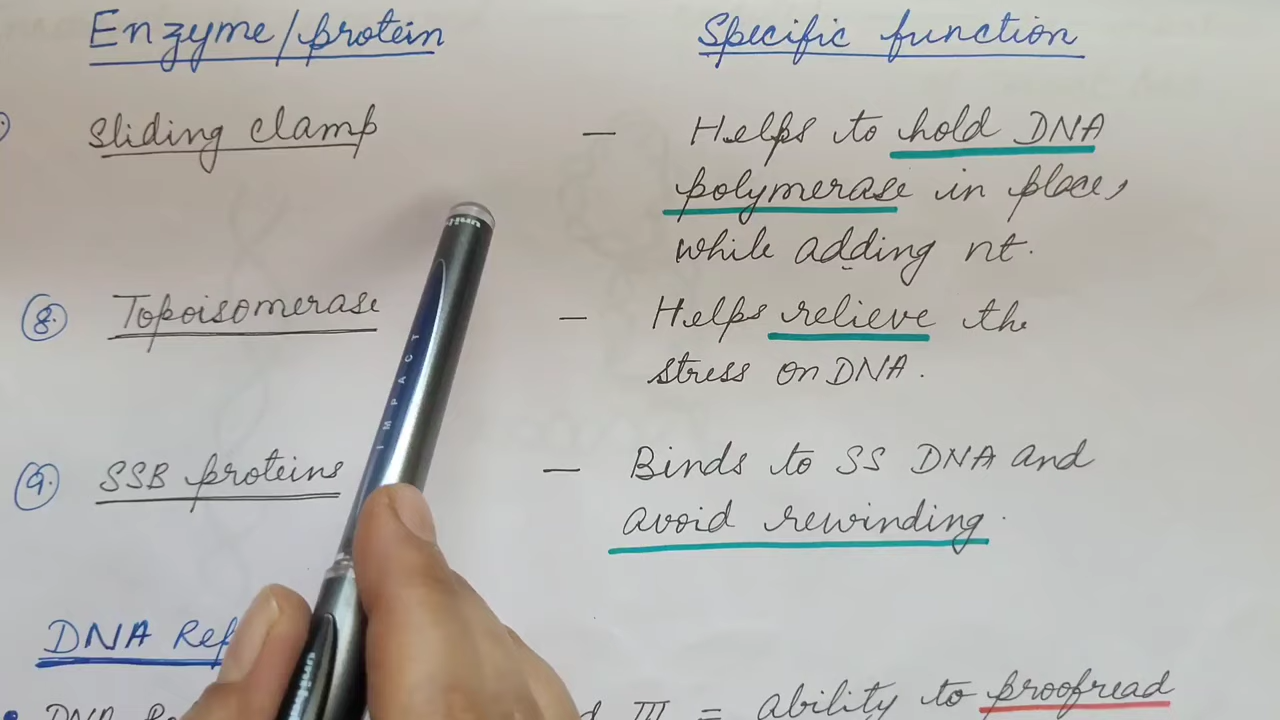 Enzyme/protein Specific function
Sliding clamp — Helps to hold DNA
polymerase in place,
while adding nt.
8. Topoisomerase — Helps relieve the
stress on DNA.
9. SSB proteins — Binds to SS DNA and
avoid rewinding.
DNA
DNA III = ability to proofread
IMPACT